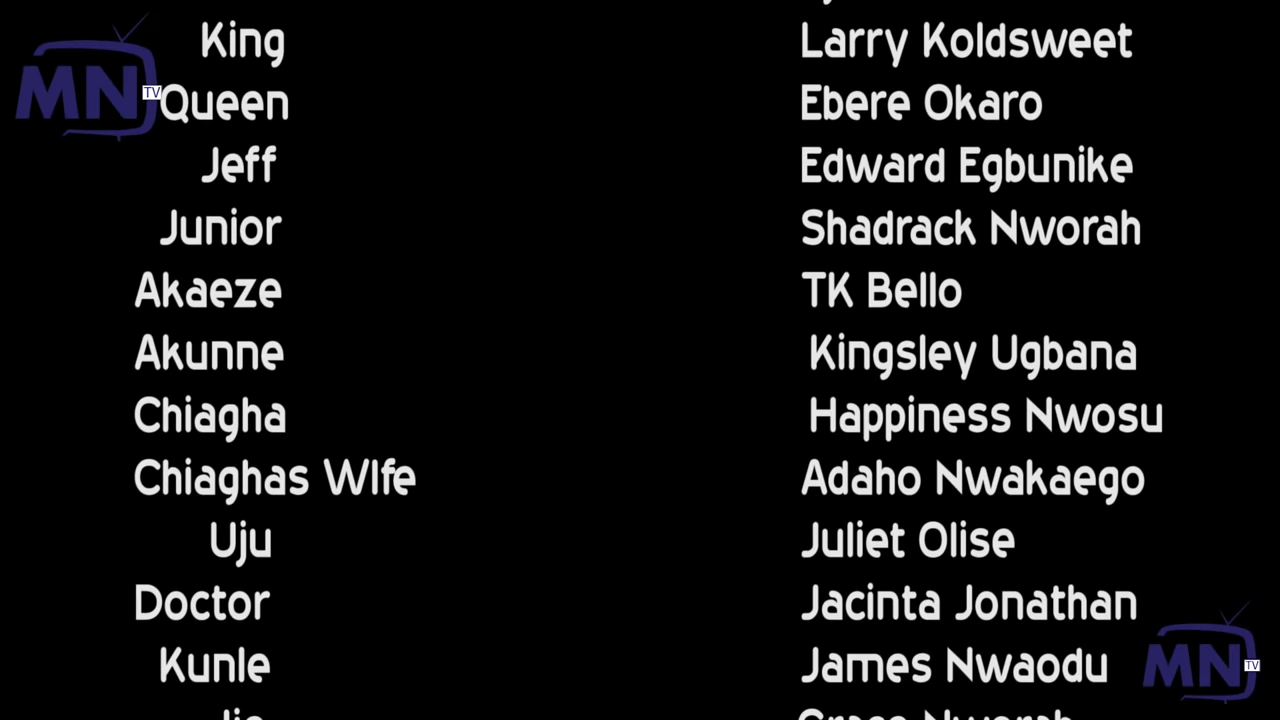 King Larry Koldsweet
Queen Ebere Okaro
Jeff Edward Egbunike
Junior Shadrack Nworah
Akaeze TK Bello
Akunne Kingsley Ugbana
Chiagha Happiness Nwosu
Chiaghas WIfe Adaho Nwakaego
Uju Juliet Olise
Doctor Jacinta Jonathan
Kunle James Nwaodu
Grace Nworah
MN TV
MN TV